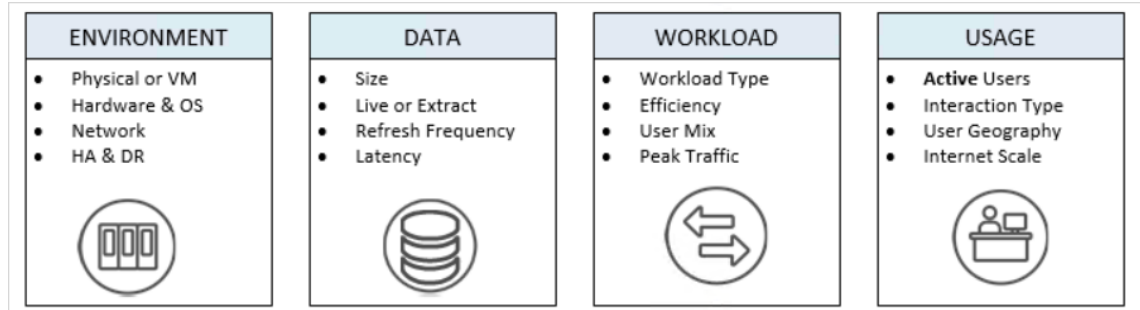 ENVIRONMENT
• Physical or VM
• Hardware & OS
• Network
• HA & DR
DATA
• Size
• Live or Extract
• Refresh Frequency
• Latency
WORKLOAD
• Workload Type
• Efficiency
• User Mix
• Peak Traffic
USAGE
• Active Users
• Interaction Type
• User Geography
• Internet Scale